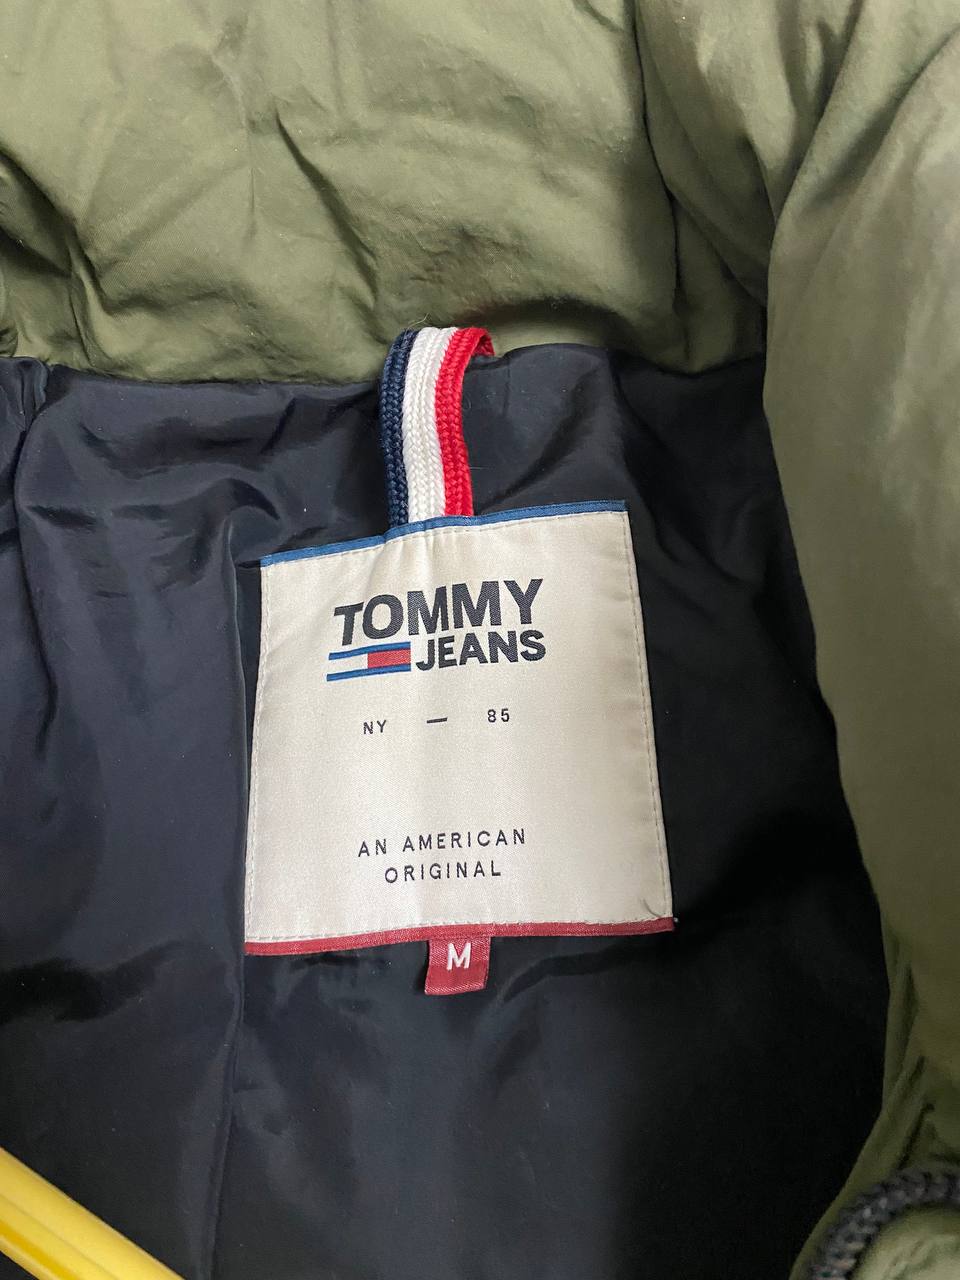 TOMMY
JEANS
NY — 85
AN AMERICAN
ORIGINAL
M